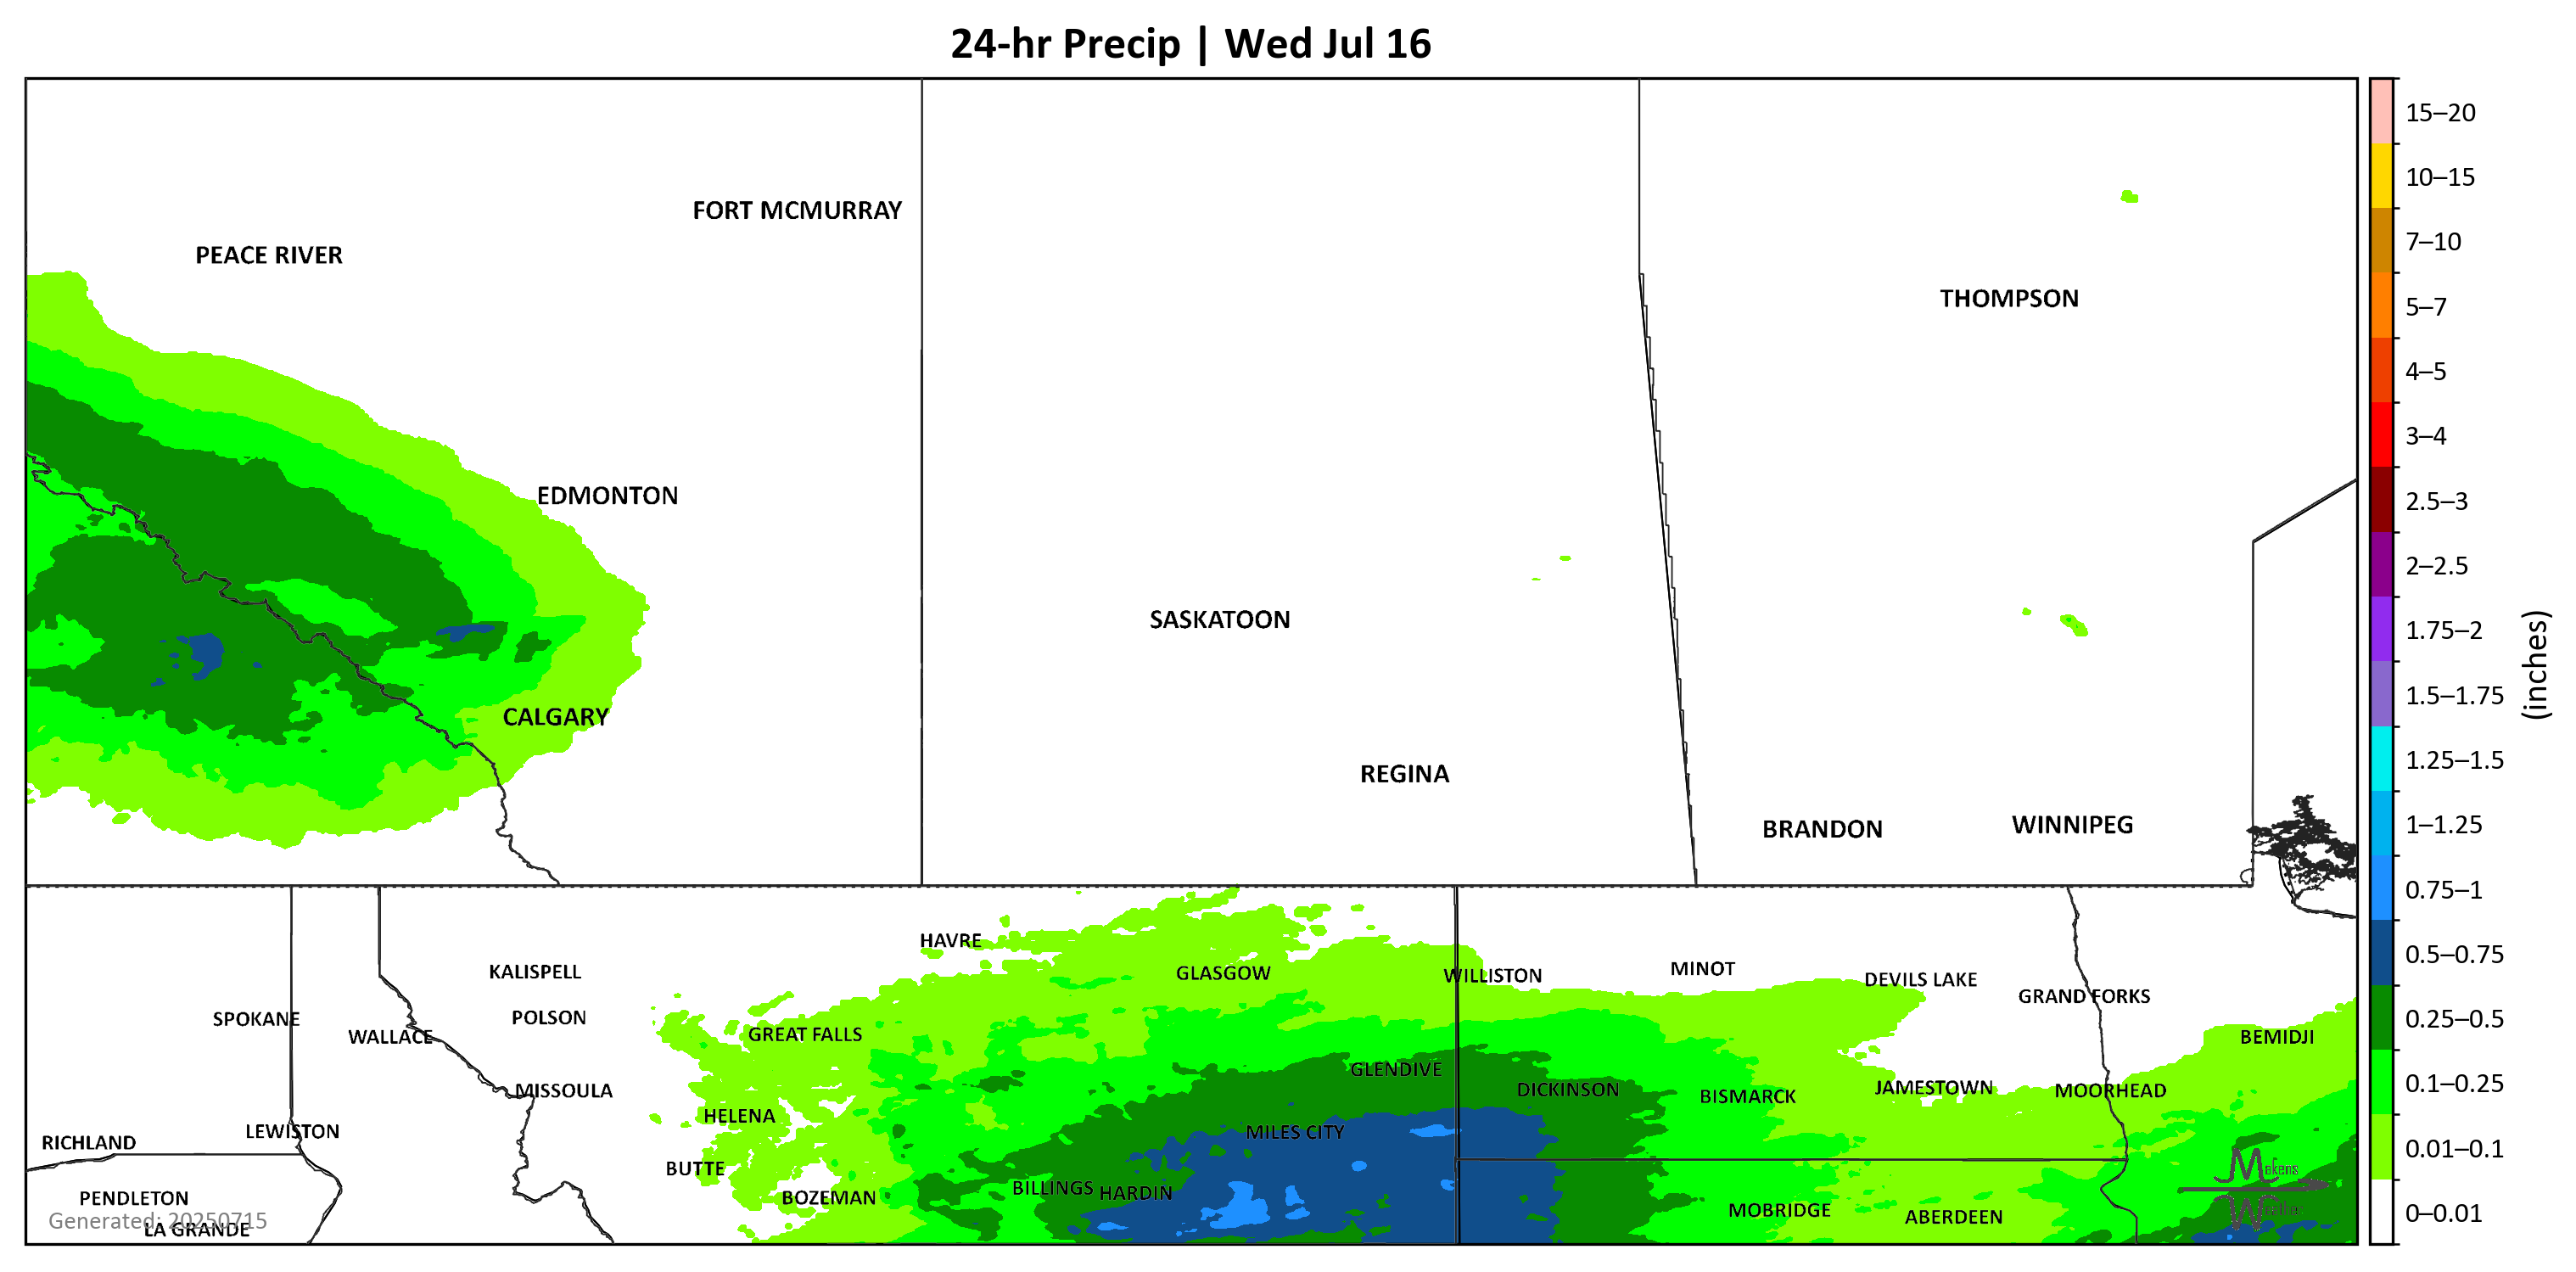 24-hr Precip | Wed Jul 16
15–20
FORT MCMURRAY
10–15
PEACE RIVER
7–10
THOMPSON
5–7
4–5
3–4
EDMONTON
2.5–3
2–2.5
SASKATOON
1.75–2
(inches)
CALGARY
1.5–1.75
REGINA
1.25–1.5
BRANDON
WINNIPEG
1–1.25
0.75–1
HAVRE
0.5–0.75
KALISPELL
GLASGOW
WILLISTON
MINOT
DEVILS LAKE
GRAND FORKS
SPOKANE
WALLACE
POLSON
GREAT FALLS
BEMIDJI
0.25–0.5
MISSOULA
GLENDIVE
DICKINSON
BISMARCK
JAMESTOWN
MOORHEAD
0.1–0.25
HELENA
RICHLAND
LEWISTON
MILES CITY
0.01–0.1
BUTTE
BOZEMAN
BILLINGS
HARDIN
Makens
Weather
PENDLETON
MOBRIDGE
ABERDEEN
0–0.01
Generated: 20250715
LA GRANDE